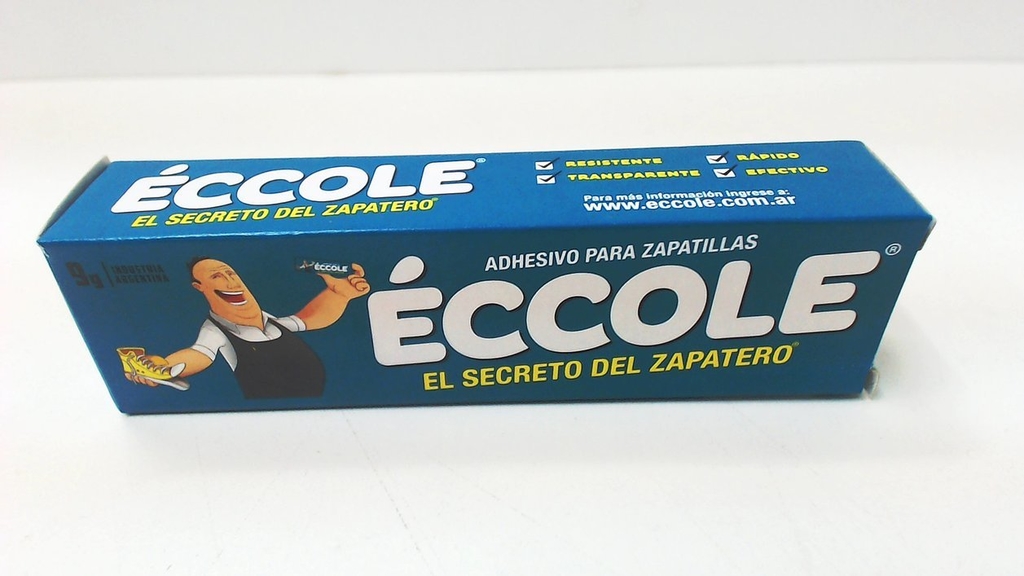 ÉCCOLE®
EL SECRETO DEL ZAPATERO®
RESISTENTE
RÁPIDO
TRANSPARENTE
EFECTIVO
Para más información ingrese a:
www.eccole.com.ar
9g INDUSTRIA
ARGENTINA
ÉCCOLE
ADHESIVO PARA ZAPATILLAS
ÉCCOLE®
EL SECRETO DEL ZAPATERO®